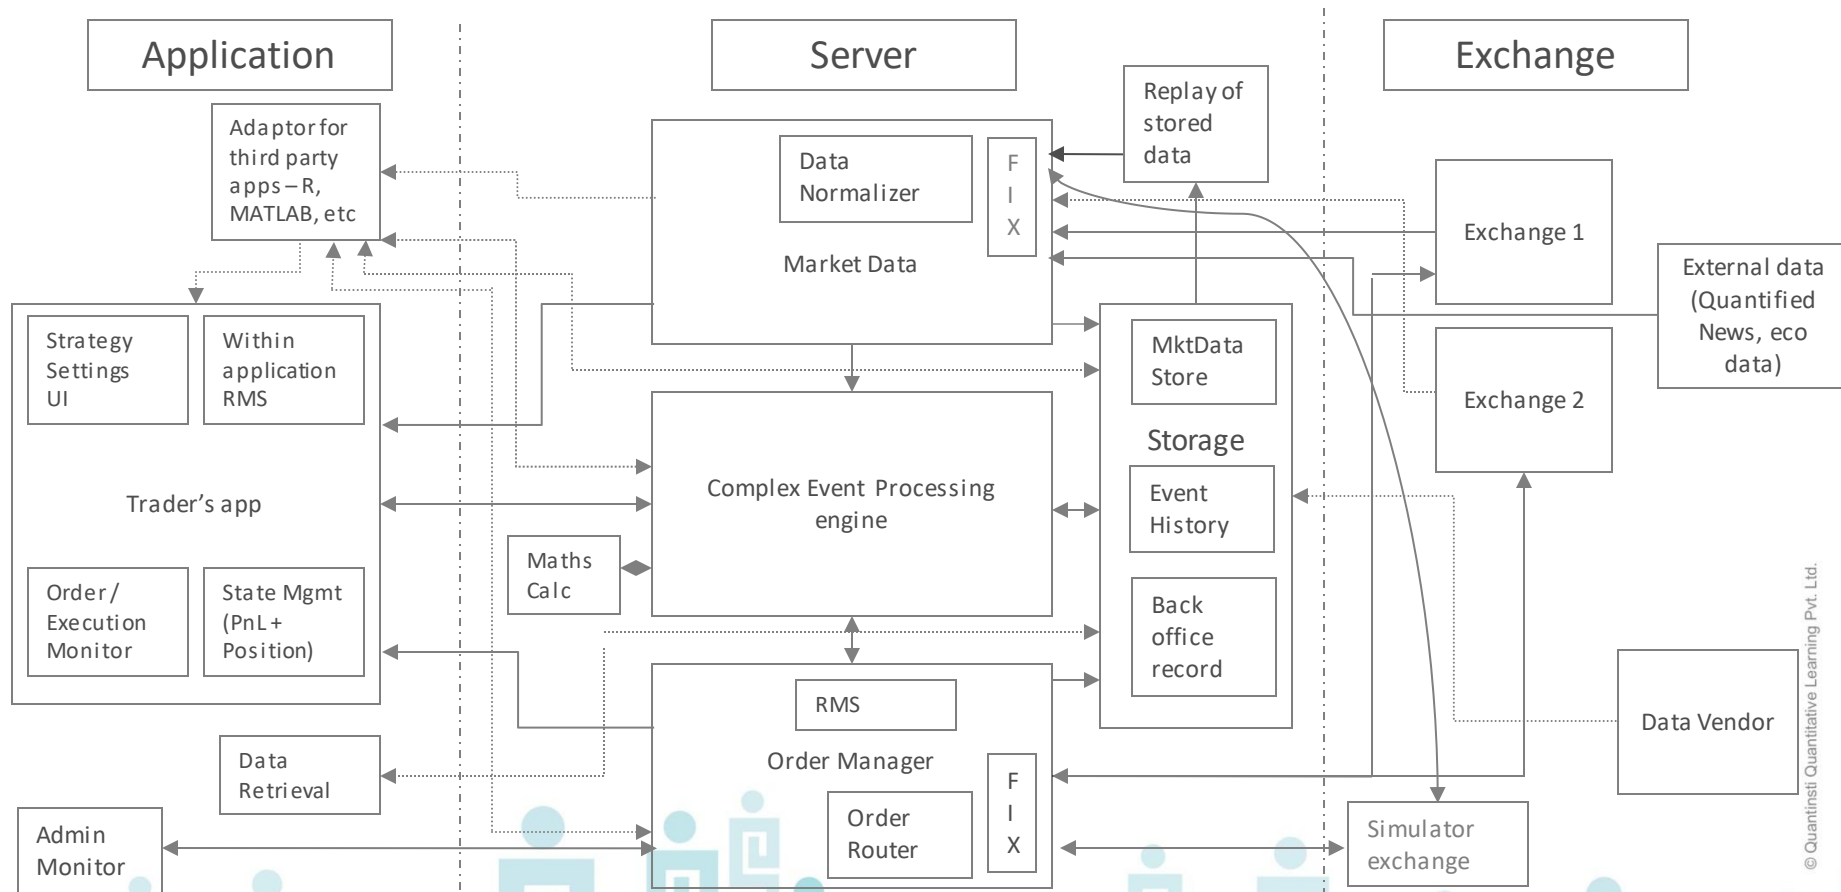 Application
Server
Exchange
Adaptor for
third party
apps – R,
MATLAB, etc
Data
Normalizer
F
I
X
Market Data
Replay of
stored
data
Exchange 1
External data
(Quantified
News, eco
data)
Exchange 2
Strategy
Settings
UI
Within
application
RMS
Trader's app
Order /
Execution
Monitor
State Mgmt
(PnL +
Position)
Complex Event Processing
engine
Maths
Calc
MktData
Store
Storage
Event
History
Back
office
record
RMS
Order Manager
Order
Router
F
I
X
Data
Retrieval
Admin
Monitor
Data Vendor
Simulator
exchange
© Quantinsti Quantitative Learning Pvt. Ltd.